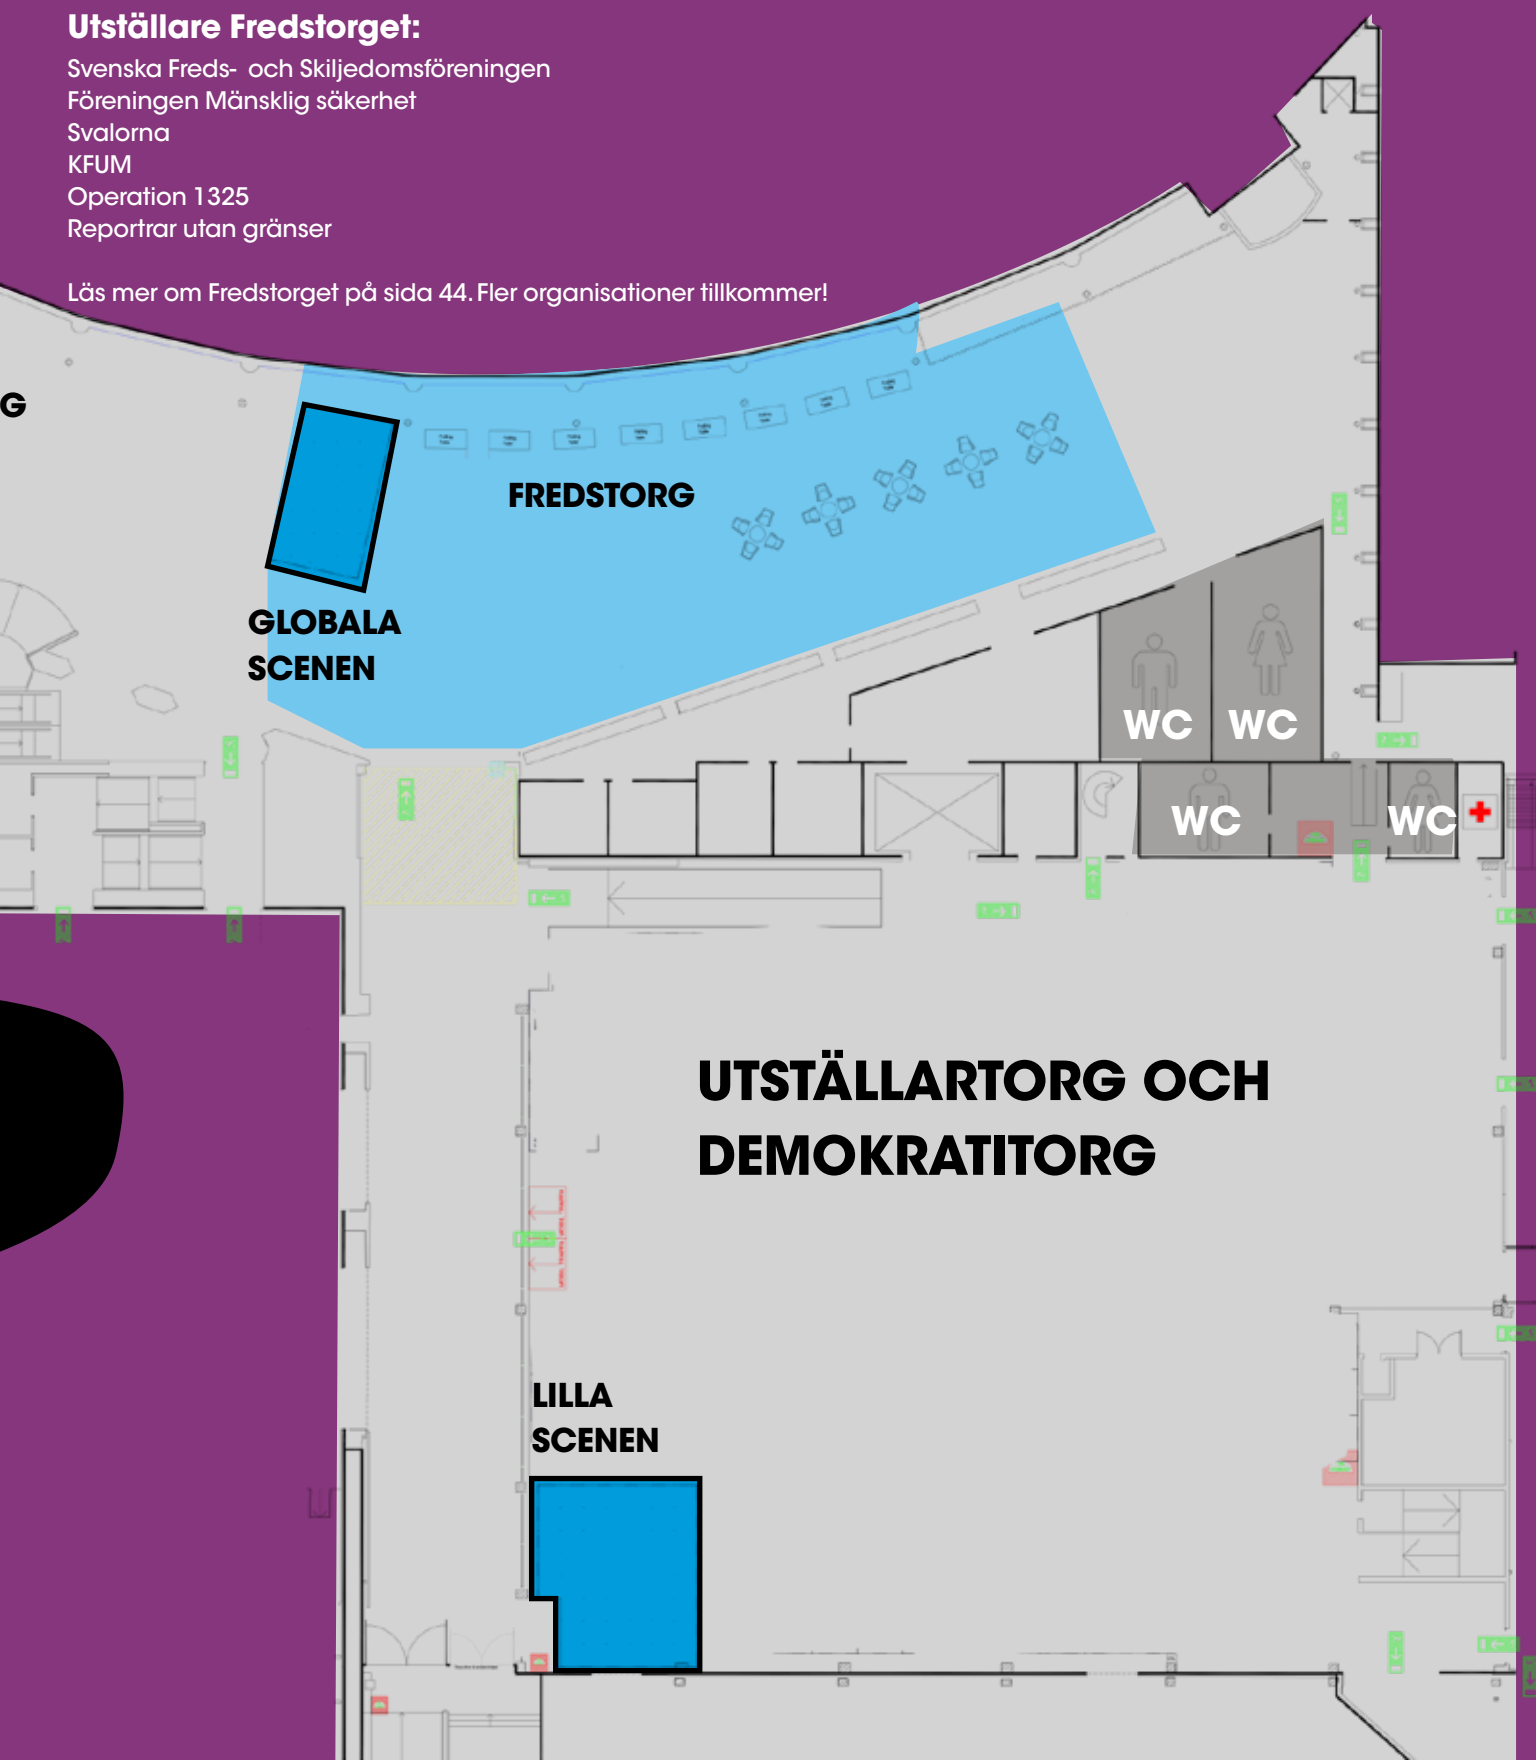 Utställare Fredstorget:
Svenska Freds- och Skiljedomsföreningen
Föreningen Mänsklig säkerhet
Svalorna
KFUM
Operation 1325
Reportrar utan gränser
Läs mer om Fredstorget på sida 44. Fler organisationer tillkommer!
G
FREDSTORG
GLOBALA
SCENEN
WC WC
WC WC
UTSTÄLLARTORG OCH
DEMOKRATITORG
LILLA
SCENEN